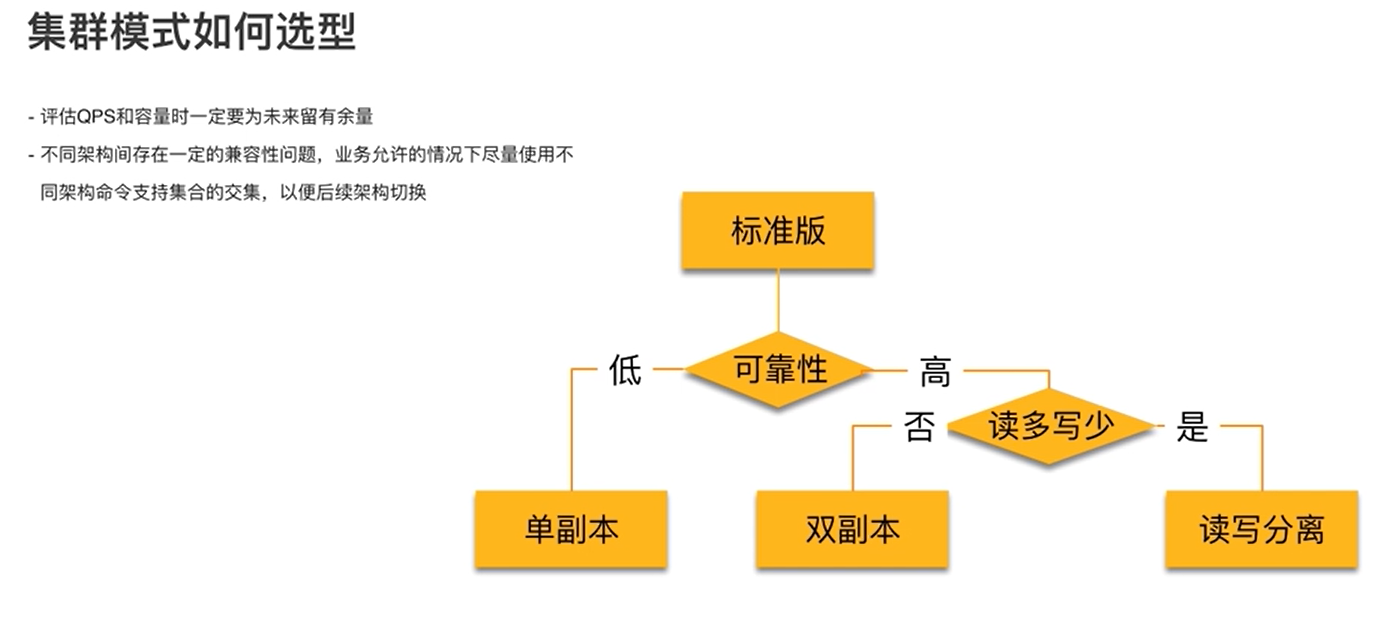 集群模式如何选型
- 评估QPS和容量时一定要为未来留有余量
- 不同架构间存在一定的兼容性问题，业务允许的情况下尽量使用不
同架构命令支持集合的交集，以便后续架构切换
标准版
低
可靠性
高
否
读多写少
是
单副本
双副本
读写分离